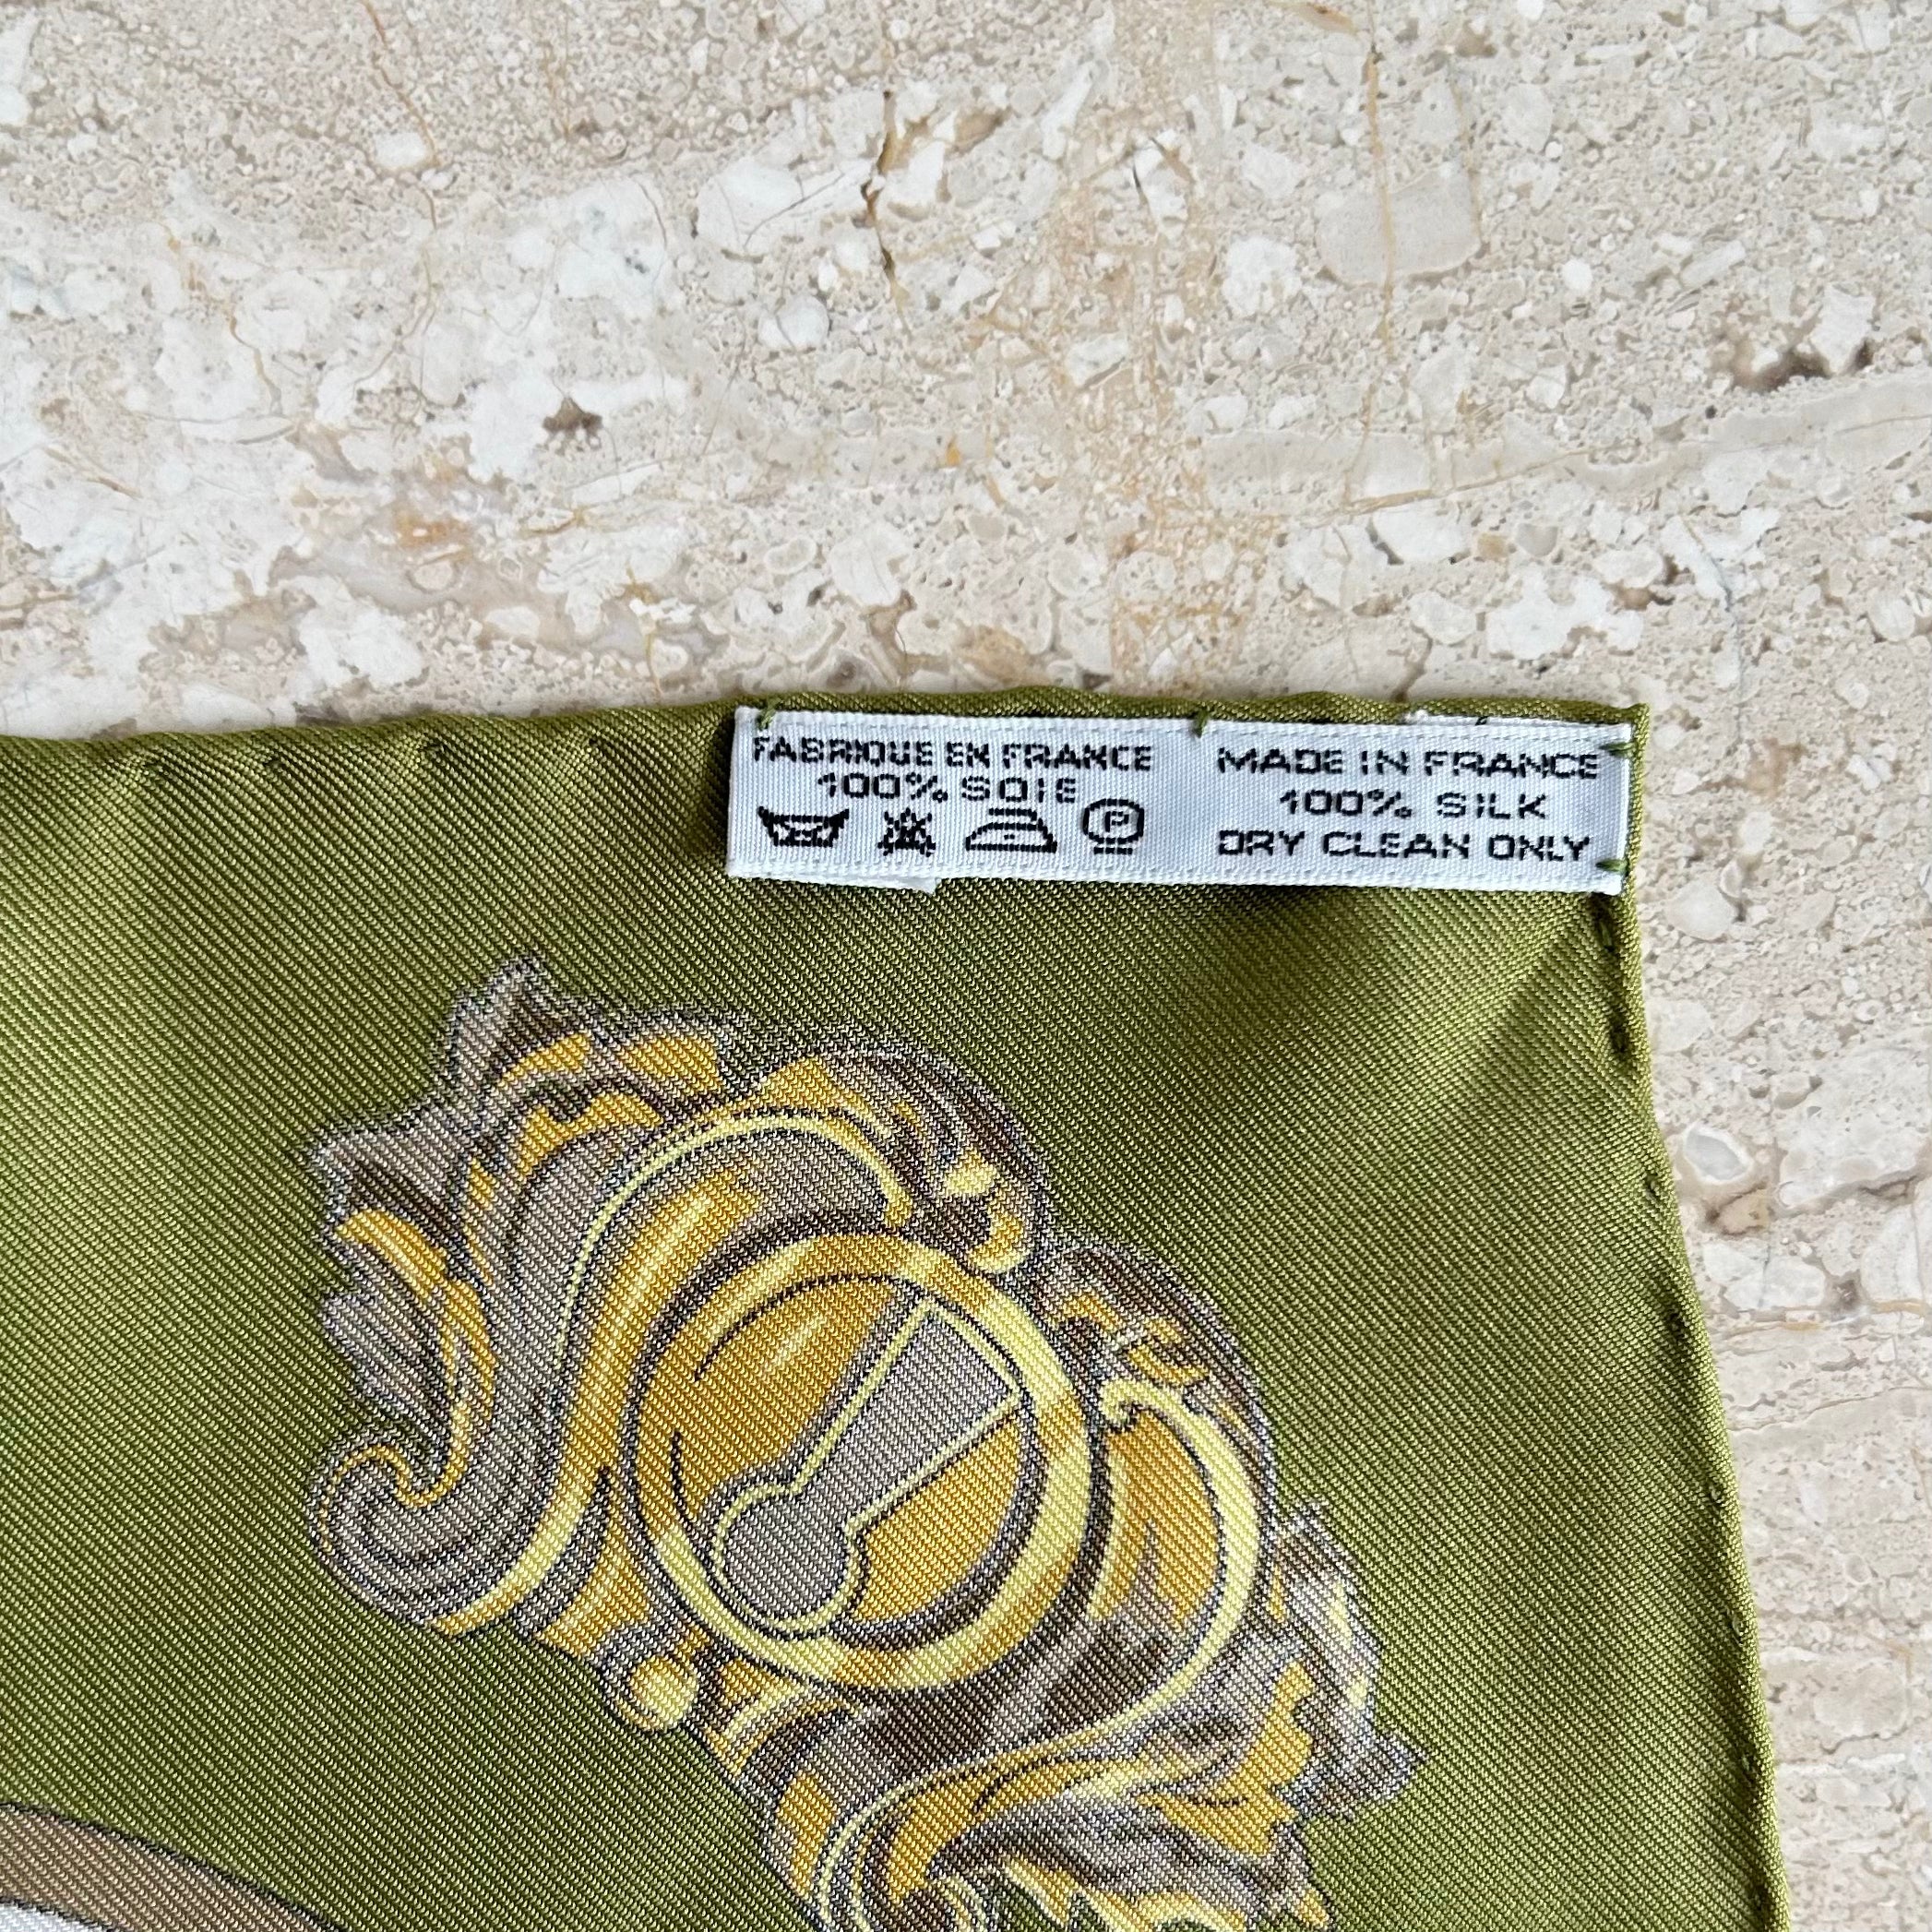 FABRIQUE EN FRANCE
100% SOIE
P
MADE IN FRANCE
100% SILK
DRY CLEAN ONLY